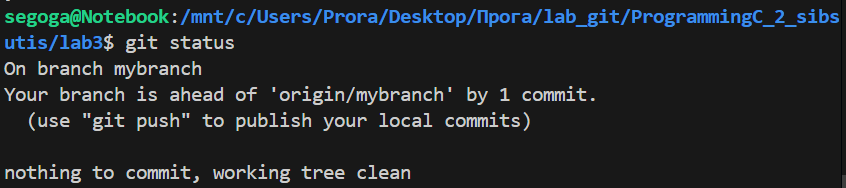 segoga@Notebook:/mnt/c/Users/Prora/Desktop/Прога/lab_git/ProgrammingC_2_sibs
utis/lab3$ git status
On branch mybranch
Your branch is ahead of 'origin/mybranch' by 1 commit.
  (use "git push" to publish your local commits)

nothing to commit, working tree clean